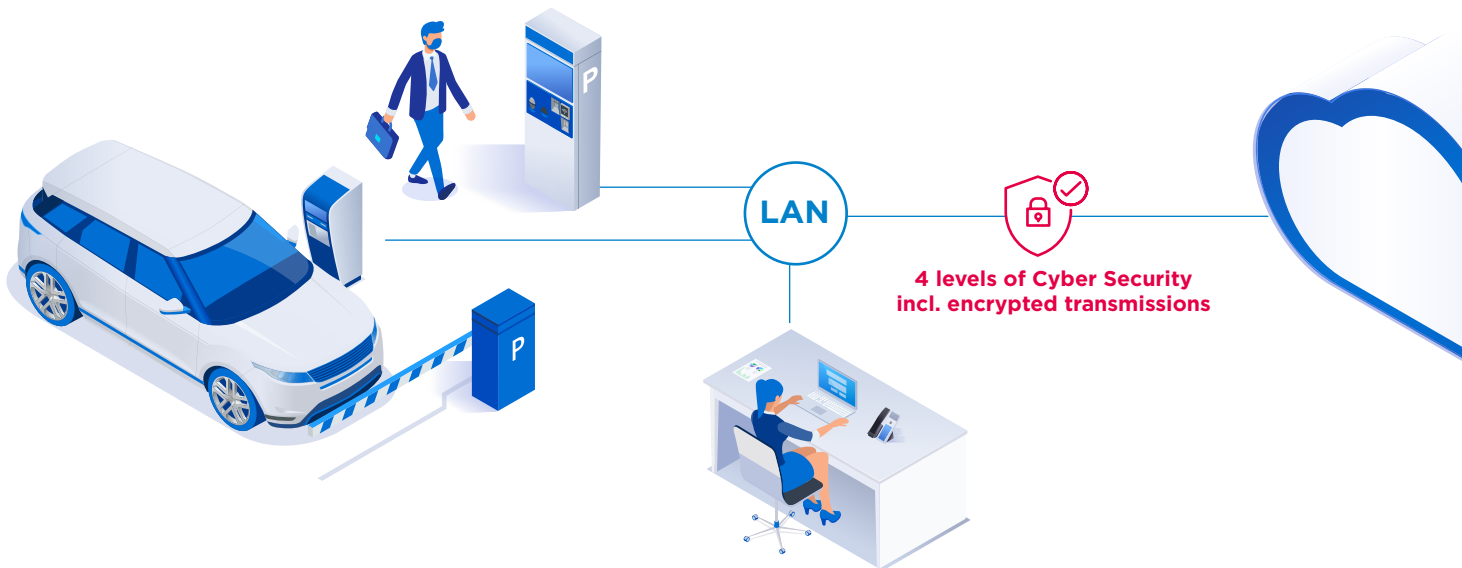 P
LAN
4 levels of Cyber Security
incl. encrypted transmissions
P